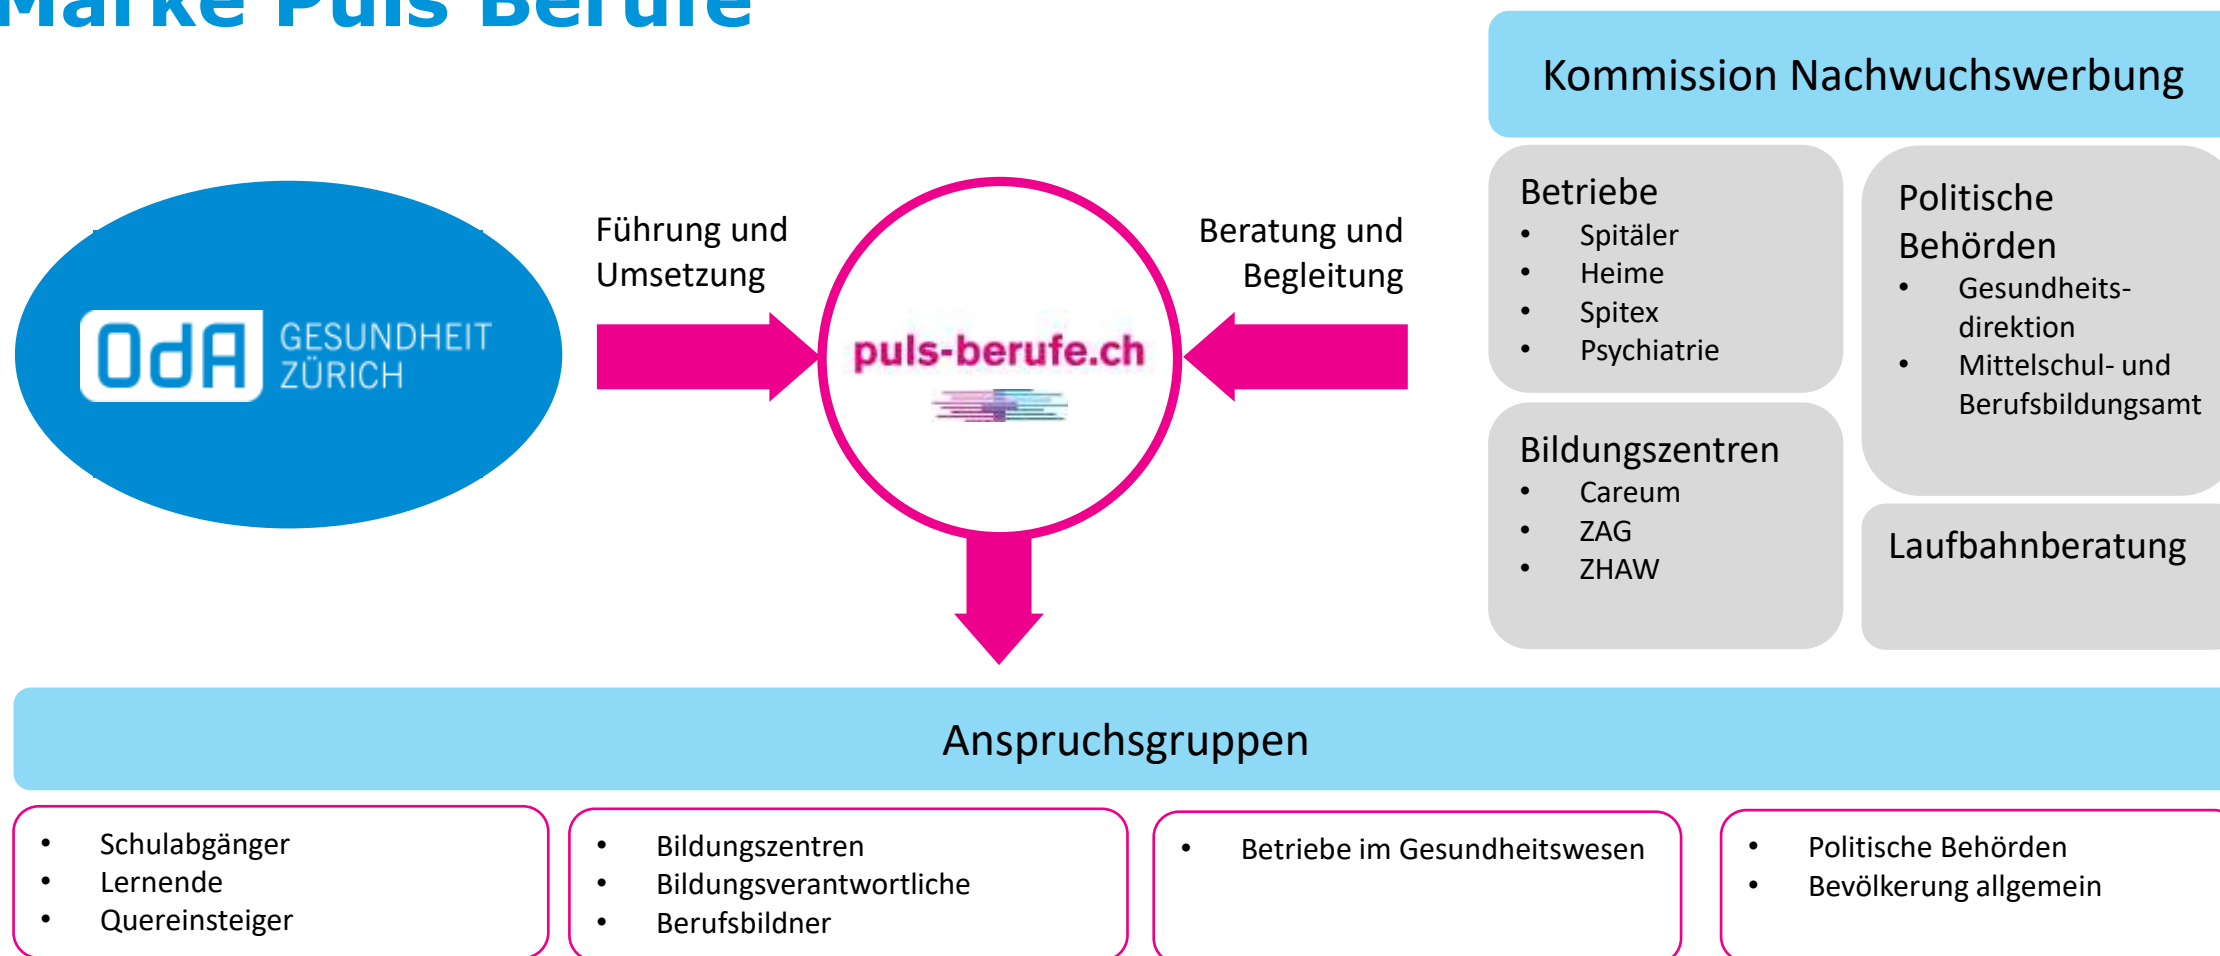 Marke Puls Berufe
Kommission Nachwuchswerbung
OdA GESUNDHEIT
ZÜRICH
Führung und
Umsetzung
puls-berufe.ch
Beratung und
Begleitung
Betriebe
• Spitäler
• Heime
• Spitex
• Psychiatrie
Politische
Behörden
• Gesundheits-
direktion
• Mittelschul- und
Berufsbildungsamt
Bildungszentren
• Careum
• ZAG
• ZHAW
Laufbahnberatung
Anspruchsgruppen
• Schulabgänger
• Lernende
• Quereinsteiger
• Bildungszentren
• Bildungsverantwortliche
• Berufsbildner
• Betriebe im Gesundheitswesen
• Politische Behörden
• Bevölkerung allgemein